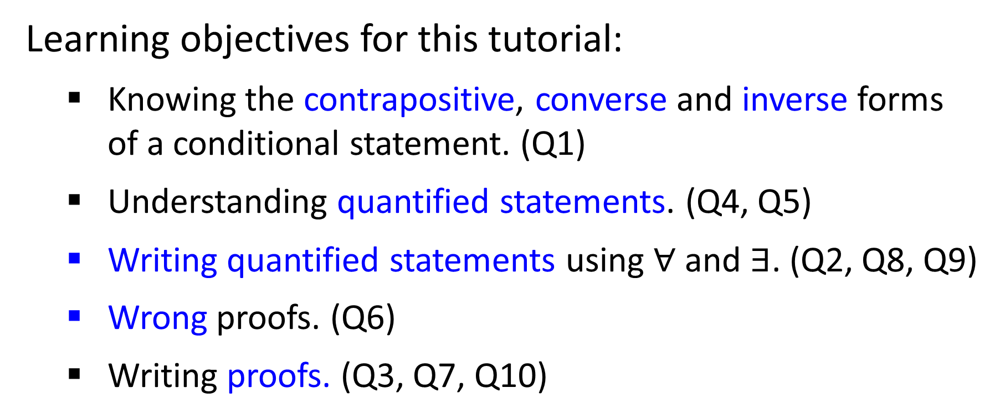 Learning objectives for this tutorial:
▪ Knowing the contrapositive, converse and inverse forms
of a conditional statement. (Q1)
▪ Understanding quantified statements. (Q4, Q5)
▪ Writing quantified statements using ∀ and ∃. (Q2, Q8, Q9)
▪ Wrong proofs. (Q6)
▪ Writing proofs. (Q3, Q7, Q10)